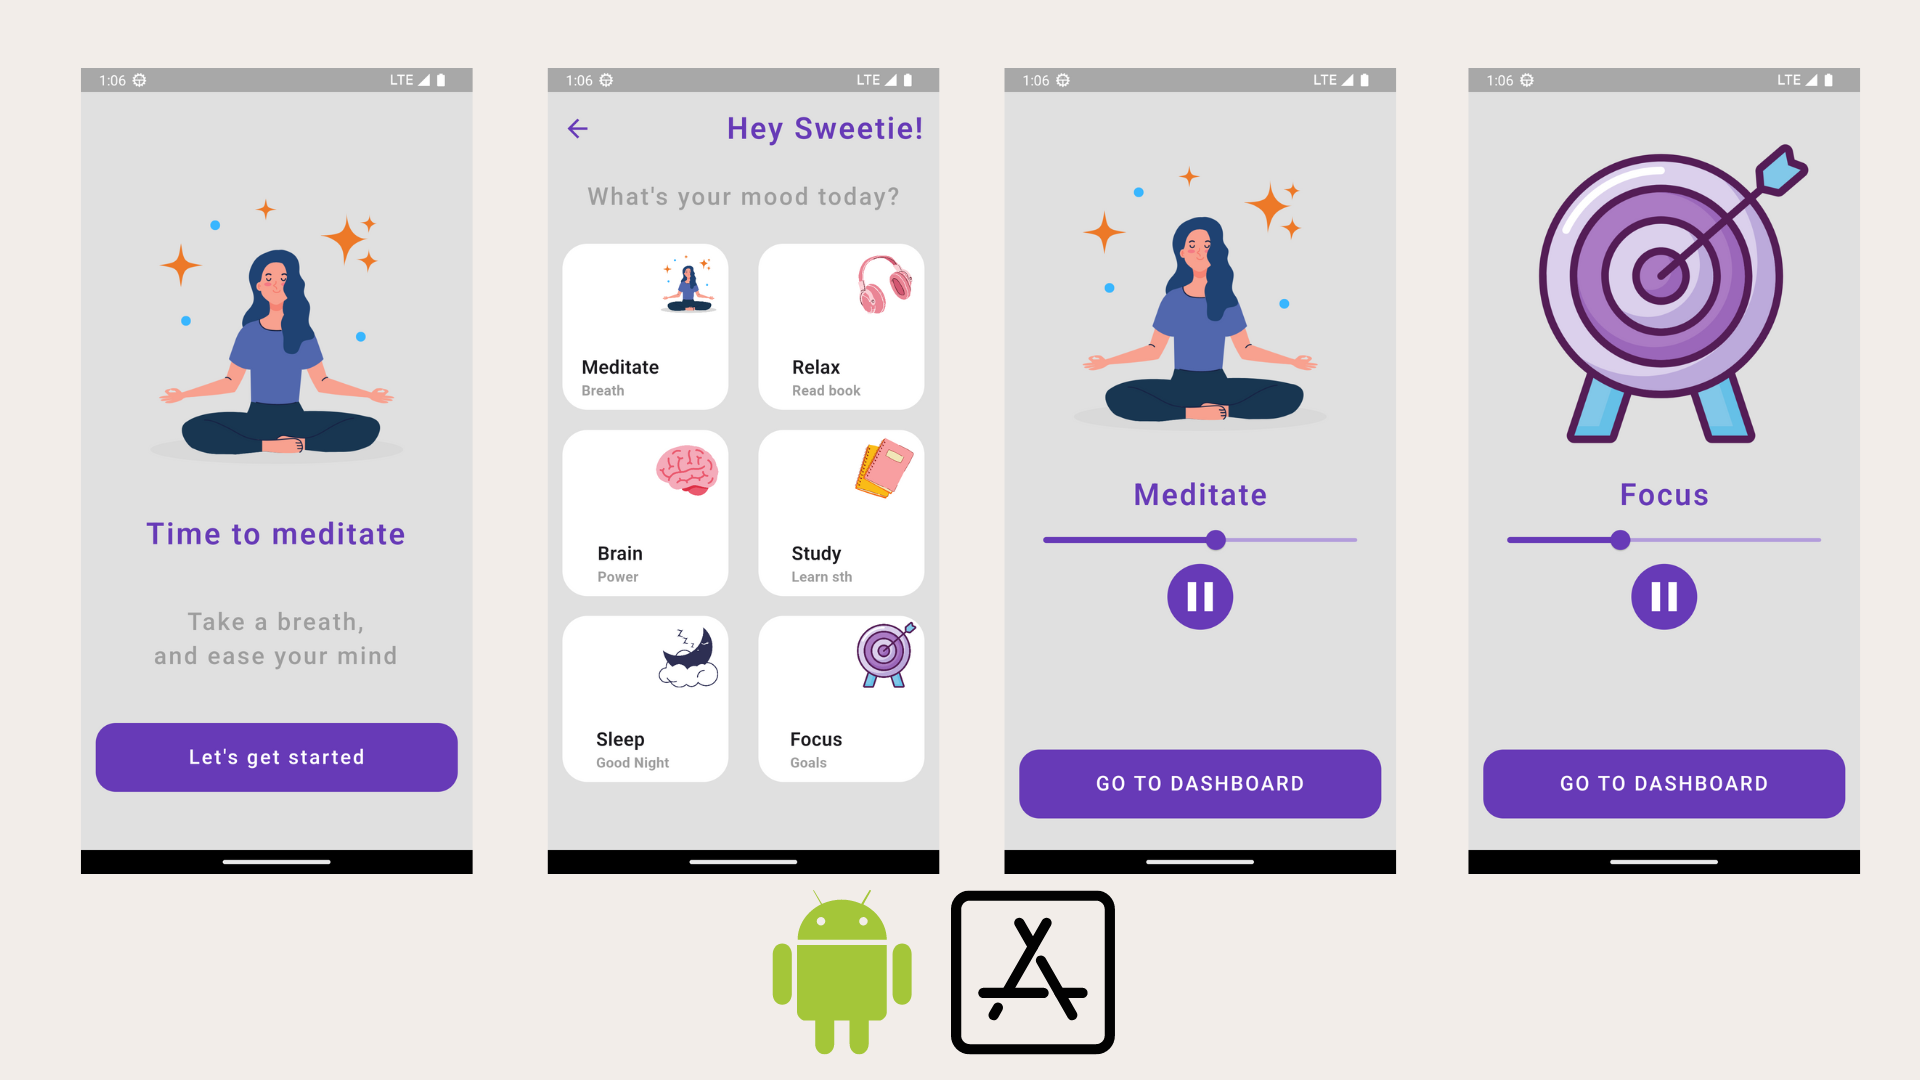 1:06 LTE
Time to meditate
Take a breath,
and ease your mind
Let's get started
1:06 LTE
Hey Sweetie!
What's your mood today?
Meditate
Breath
Relax
Read book
Brain
Power
Study
Learn sth
z z z z
Sleep
Good Night
Focus
Goals
1:06 LTE
Meditate
GO TO DASHBOARD
1:06 LTE
Focus
GO TO DASHBOARD